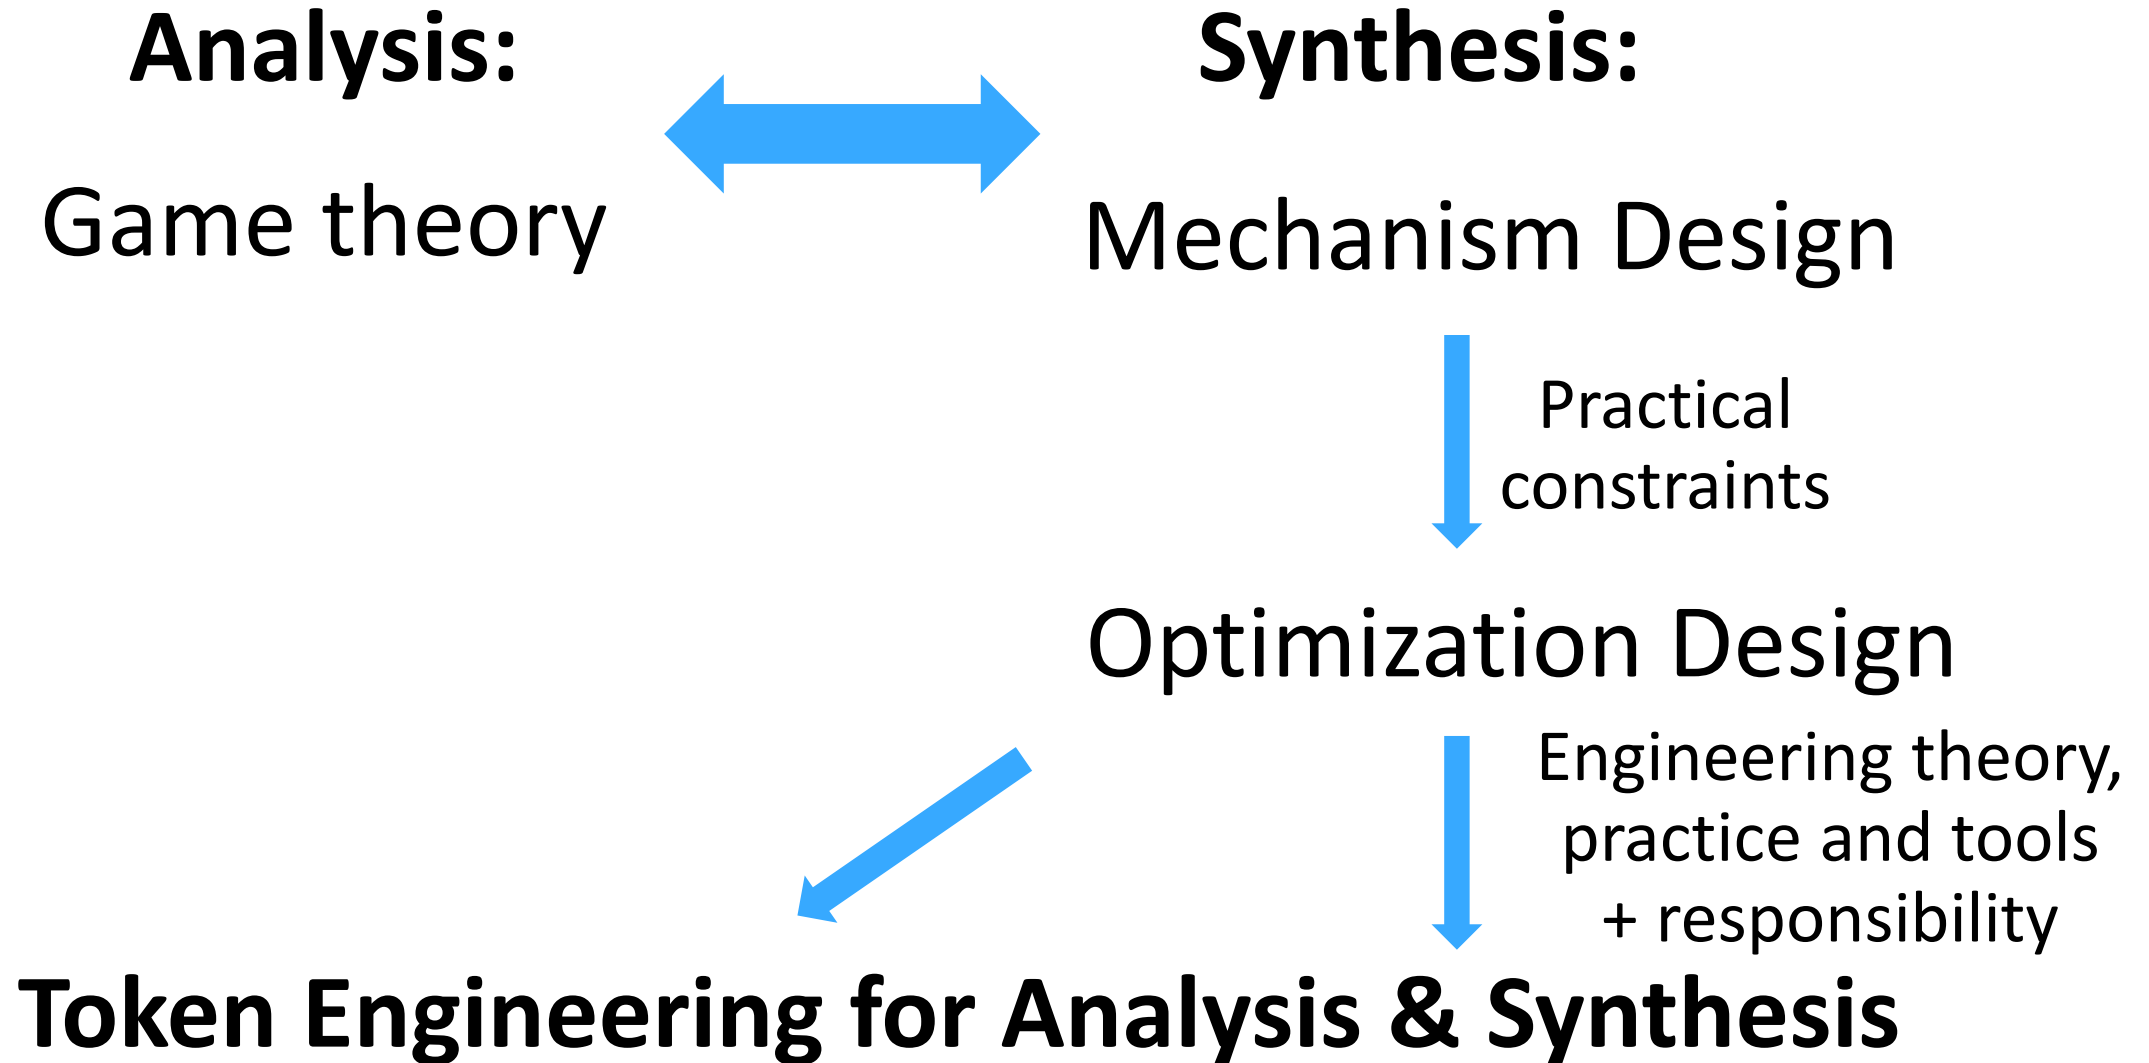 Analysis:
Synthesis:
Game theory
Mechanism Design
Practical
constraints
Optimization Design
Engineering theory,
practice and tools
+ responsibility
Token Engineering for Analysis & Synthesis